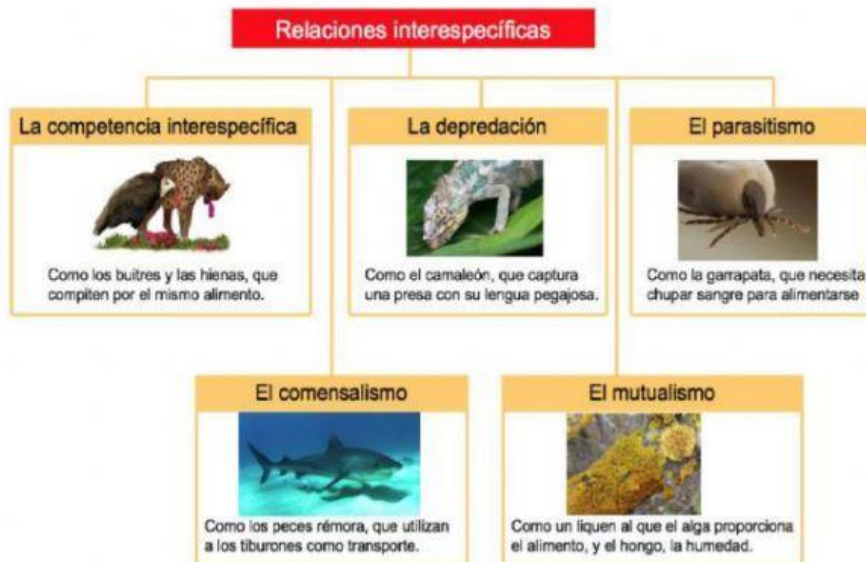 Relaciones interespecíficas
La competencia interespecífica
Como los buitres y las hienas, que
compiten por el mismo alimento.
La depredación
Como el camaleón, que captura
una presa con su lengua pegajosa.
El parasitismo
Como la garrapata, que necesita
chupar sangre para alimentarse
El comensalismo
Como los peces rémora, que utilizan
a los tiburones como transporte.
El mutualismo
Como un liquen al que el alga proporciona
el alimento, y el hongo, la humedad.